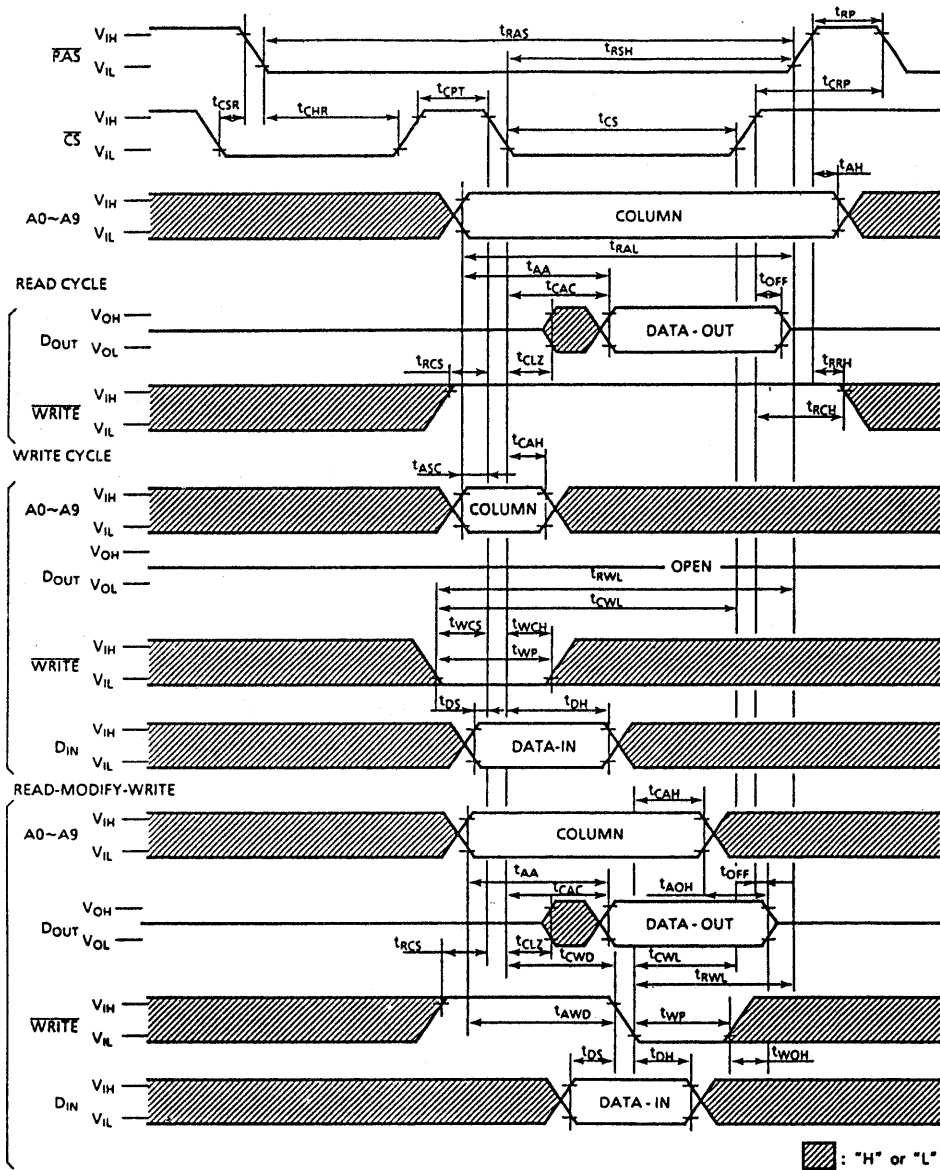 tRP
VIH
tRAS
RAS
tRSH
VIL
tCRP
tCSR
tCPT
tCHR
VIH
tCS
CS
VIL
tAH
VIH
A0~A9
COLUMN
VIL
tRAL
tAA
READ CYCLE
tCAC
tOFF
VOH
DOUT
DATA - OUT
VOL
tRCS
tCLZ
tRRH
VIH
WRITE
tRCH
VIL
WRITE CYCLE
tCAH
tASC
VIH
A0~A9
COLUMN
VIL
VOH
DOUT
OPEN
VOL
tRWL
tCWL
tWCS
tWCH
VIH
WRITE
tWP
VIL
tDS
tDH
VIH
DIN
DATA-IN
VIL
READ-MODIFY-WRITE
tCAH
VIH
A0~A9
COLUMN
VIL
tAA
tOFF
tCAC
tAOH
VOH
DOUT
DATA - OUT
VOL
tRCS
tCLZ
tCWD
tCWL
tRWL
VIH
WRITE
tAWD
tWP
VIL
tDS
tDH
tWOH
VIH
DIN
DATA - IN
VIL
: "H" or "L"